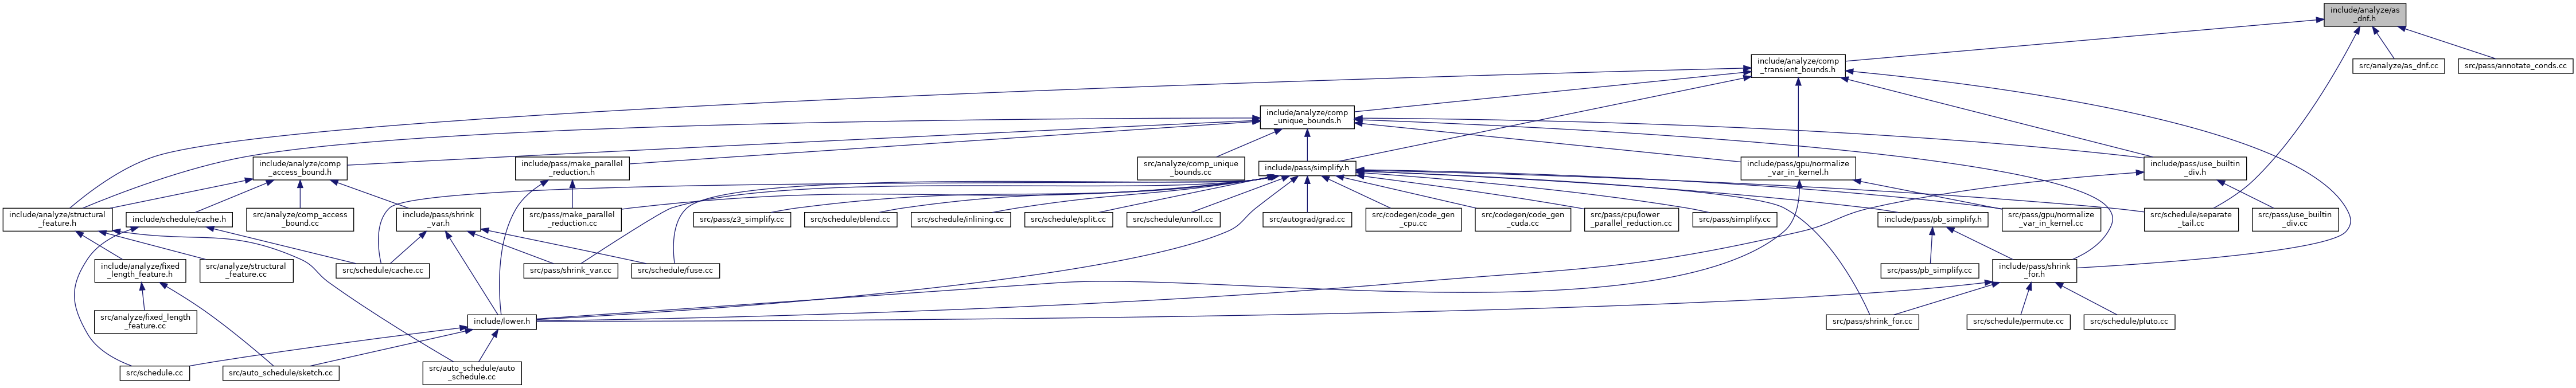 include/analyze/as
_dnf.h
include/analyze/comp
_transient_bounds.h
src/analyze/as_dnf.cc
src/pass/annotate_conds.cc
include/analyze/comp
_unique_bounds.h
include/analyze/comp
_access_bound.h
include/pass/make_parallel
_reduction.h
src/analyze/comp_unique
_bounds.cc
include/pass/simplify.h
include/pass/gpu/normalize
_var_in_kernel.h
include/pass/use_builtin
_div.h
include/analyze/structural
_feature.h
include/schedule/cache.h
src/analyze/comp_access
_bound.cc
include/pass/shrink
_var.h
src/pass/make_parallel
_reduction.cc
src/pass/z3_simplify.cc
src/schedule/blend.cc
src/schedule/inlining.cc
src/schedule/split.cc
src/schedule/unroll.cc
src/autograd/grad.cc
src/codegen/code_gen
_cpu.cc
src/codegen/code_gen
_cuda.cc
src/pass/cpu/lower
_parallel_reduction.cc
src/pass/simplify.cc
include/pass/pb_simplify.h
src/pass/gpu/normalize
_var_in_kernel.cc
src/schedule/separate
_tail.cc
src/pass/use_builtin
_div.cc
include/analyze/fixed
_length_feature.h
src/analyze/structural
_feature.cc
src/schedule/cache.cc
src/pass/shrink_var.cc
src/schedule/fuse.cc
src/pass/pb_simplify.cc
include/pass/shrink
_for.h
src/analyze/fixed_length
_feature.cc
include/lower.h
src/pass/shrink_for.cc
src/schedule/permute.cc
src/schedule/pluto.cc
src/schedule.cc
src/auto_schedule/sketch.cc
src/auto_schedule/auto
_schedule.cc